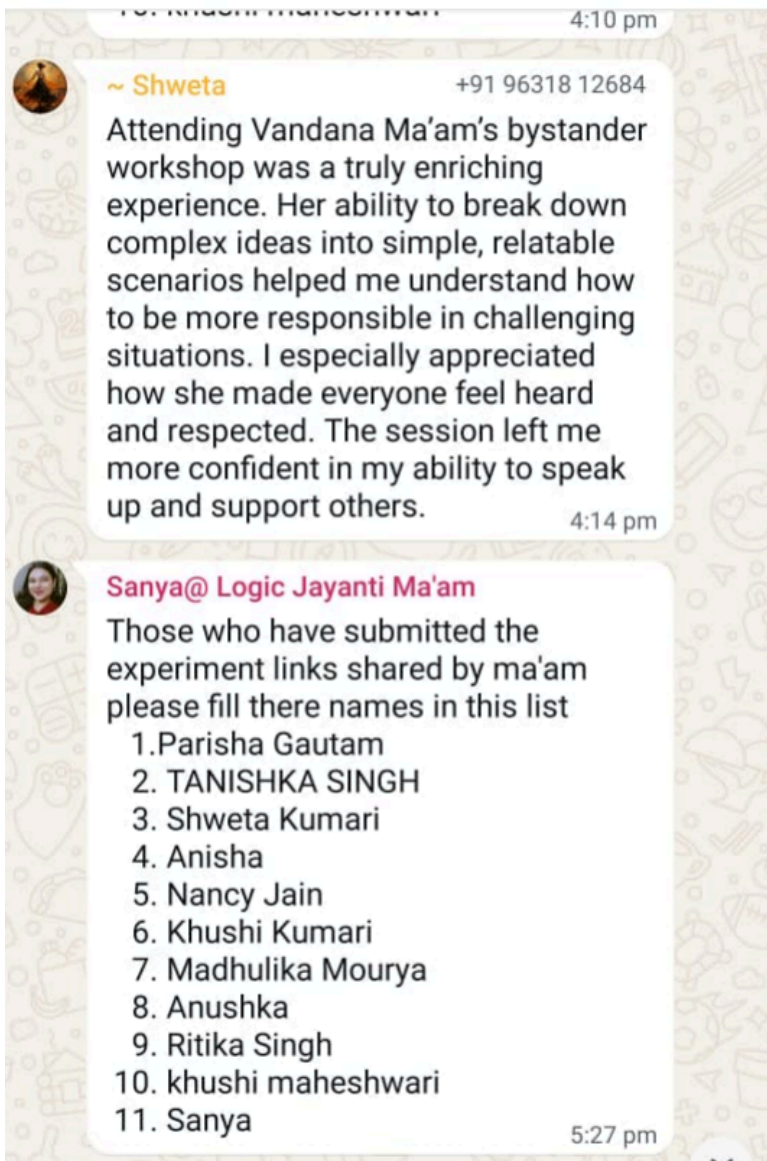 10. khushi maheshwari
4:10 pm
~ Shweta +91 96318 12684
Attending Vandana Ma’am’s bystander
workshop was a truly enriching
experience. Her ability to break down
complex ideas into simple, relatable
scenarios helped me understand how
to be more responsible in challenging
situations. I especially appreciated
how she made everyone feel heard
and respected. The session left me
more confident in my ability to speak
up and support others.
4:14 pm
Sanya@ Logic Jayanti Ma'am
Those who have submitted the
experiment links shared by ma'am
please fill there names in this list
1.Parisha Gautam
2. TANISHKA SINGH
3. Shweta Kumari
4. Anisha
5. Nancy Jain
6. Khushi Kumari
7. Madhulika Mourya
8. Anushka
9. Ritika Singh
10. khushi maheshwari
11. Sanya
5:27 pm